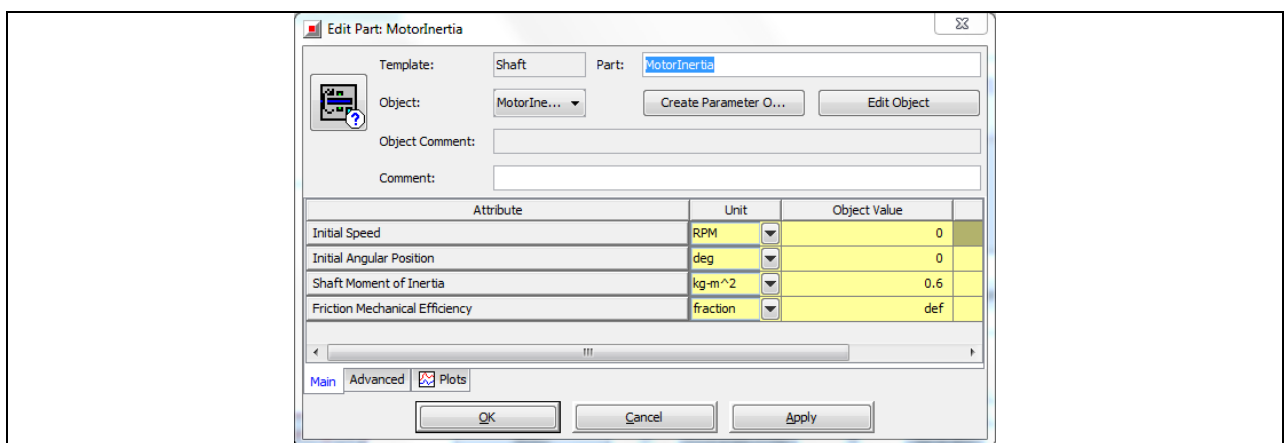 Edit Part: MotorInertia
Template: Shaft Part: MotorInertia
Object: MotorIne... Create Parameter O... Edit Object
Object Comment:
Comment:
Attribute Unit Object Value
Initial Speed RPM 0
Initial Angular Position deg 0
Shaft Moment of Inertia kg-m^2 0.6
Friction Mechanical Efficiency fraction def
Main Advanced Plots
OK Cancel Apply